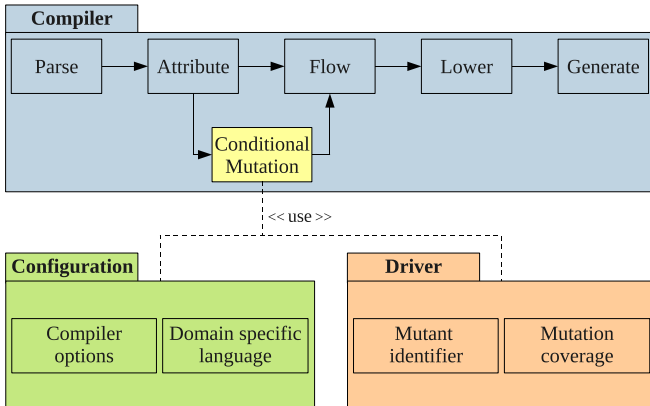 Compiler
Parse
Attribute
Flow
Lower
Generate
Conditional
Mutation
<< use >>
Configuration
Driver
Compiler
options
Domain specific
language
Mutant
identifier
Mutation
coverage